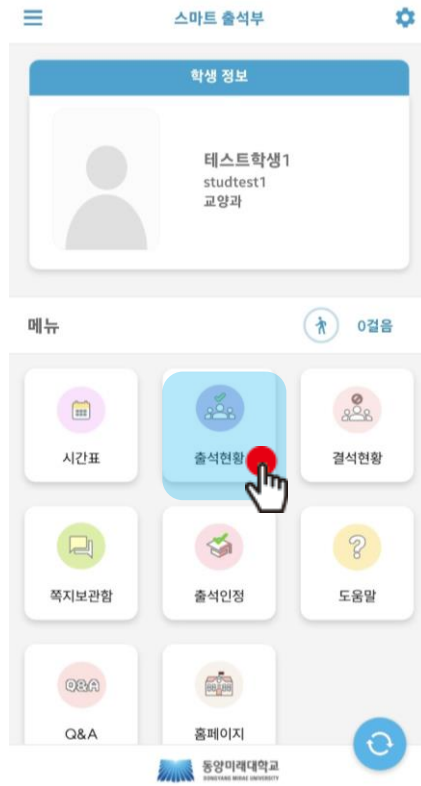 스마트 출석부
학생 정보
테스트학생1
studtest1
교양과
메뉴
0걸음
시간표
출석현황
결석현황
쪽지보관함
출석인정
도움말
Q&A
Q&A
홈페이지
동양미래대학교
DONGYANG MIRAE UNIVERSITY